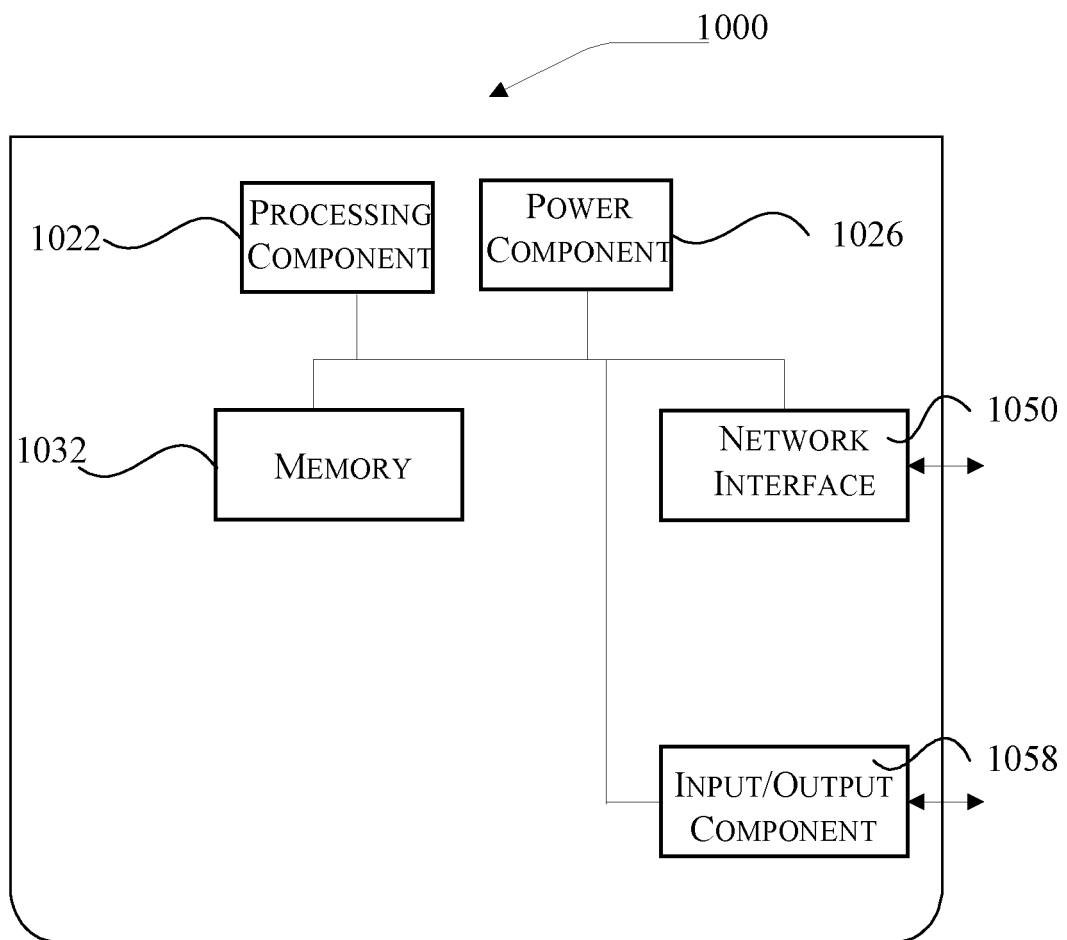 1000
PROCESSING
COMPONENT
POWER
COMPONENT
1022
1026
1050
1032
MEMORY
NETWORK
INTERFACE
1058
INPUT/OUTPUT
COMPONENT